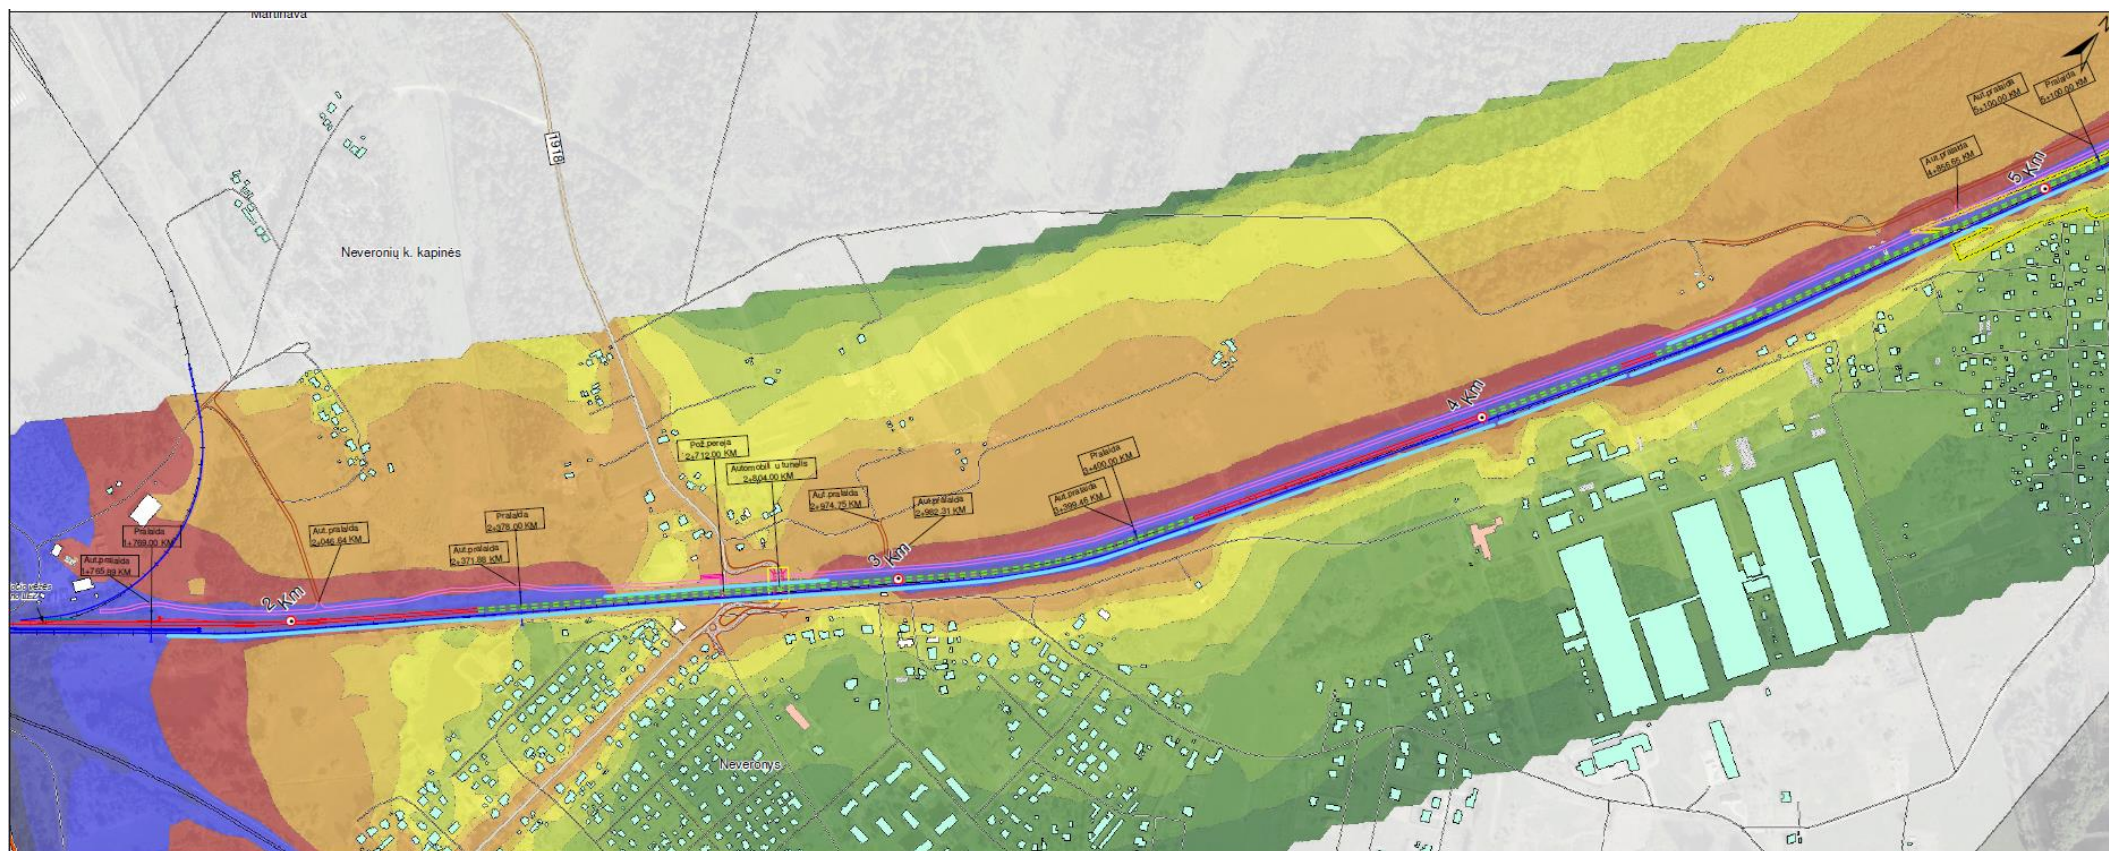 Martinava
N
Pralaida
5+100.00 KM
Aut.pralaida
5+100.00 KM
1918
Aut.pralaida
4+856.65 KM
5 Km
Neveronių k. kapinės
4 Km
Pož.pereja
2+712.00 KM
Automobilių tunelis
2+804.00 KM
Pralaida
3+400.00 KM
Aut.pralaida
3+399.46 KM
Aut.pralaida
2+974.75 KM
Aut.pralaida
2+982.31 KM
Pralaida
2+378.00 KM
Aut.pralaida
2+046.64 KM
Pralaida
1+769.00 KM
Aut.pralaida
2+371.88 KM
Aut.pralaida
1+765.89 KM
3 Km
2 Km
Neveronys